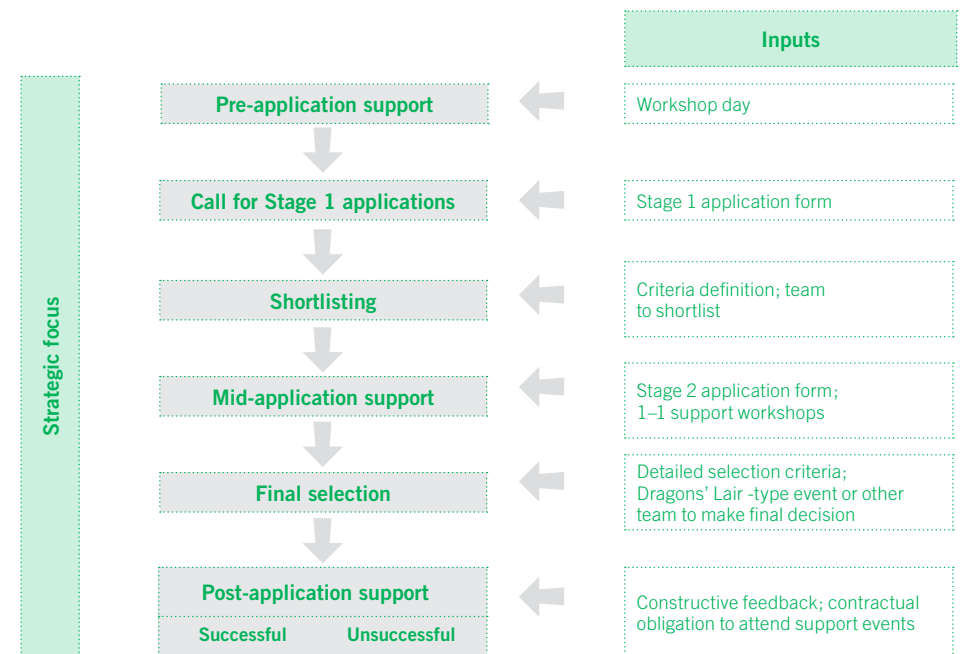 Inputs
Strategic focus
Pre-application support
Workshop day
Call for Stage 1 applications
Stage 1 application form
Shortlisting
Criteria definition; team
to shortlist
Mid-application support
Stage 2 application form;
1–1 support workshops
Final selection
Detailed selection criteria;
Dragons’ Lair -type event or other
team to make final decision
Post-application support
Successful Unsuccessful
Constructive feedback; contractual
obligation to attend support events